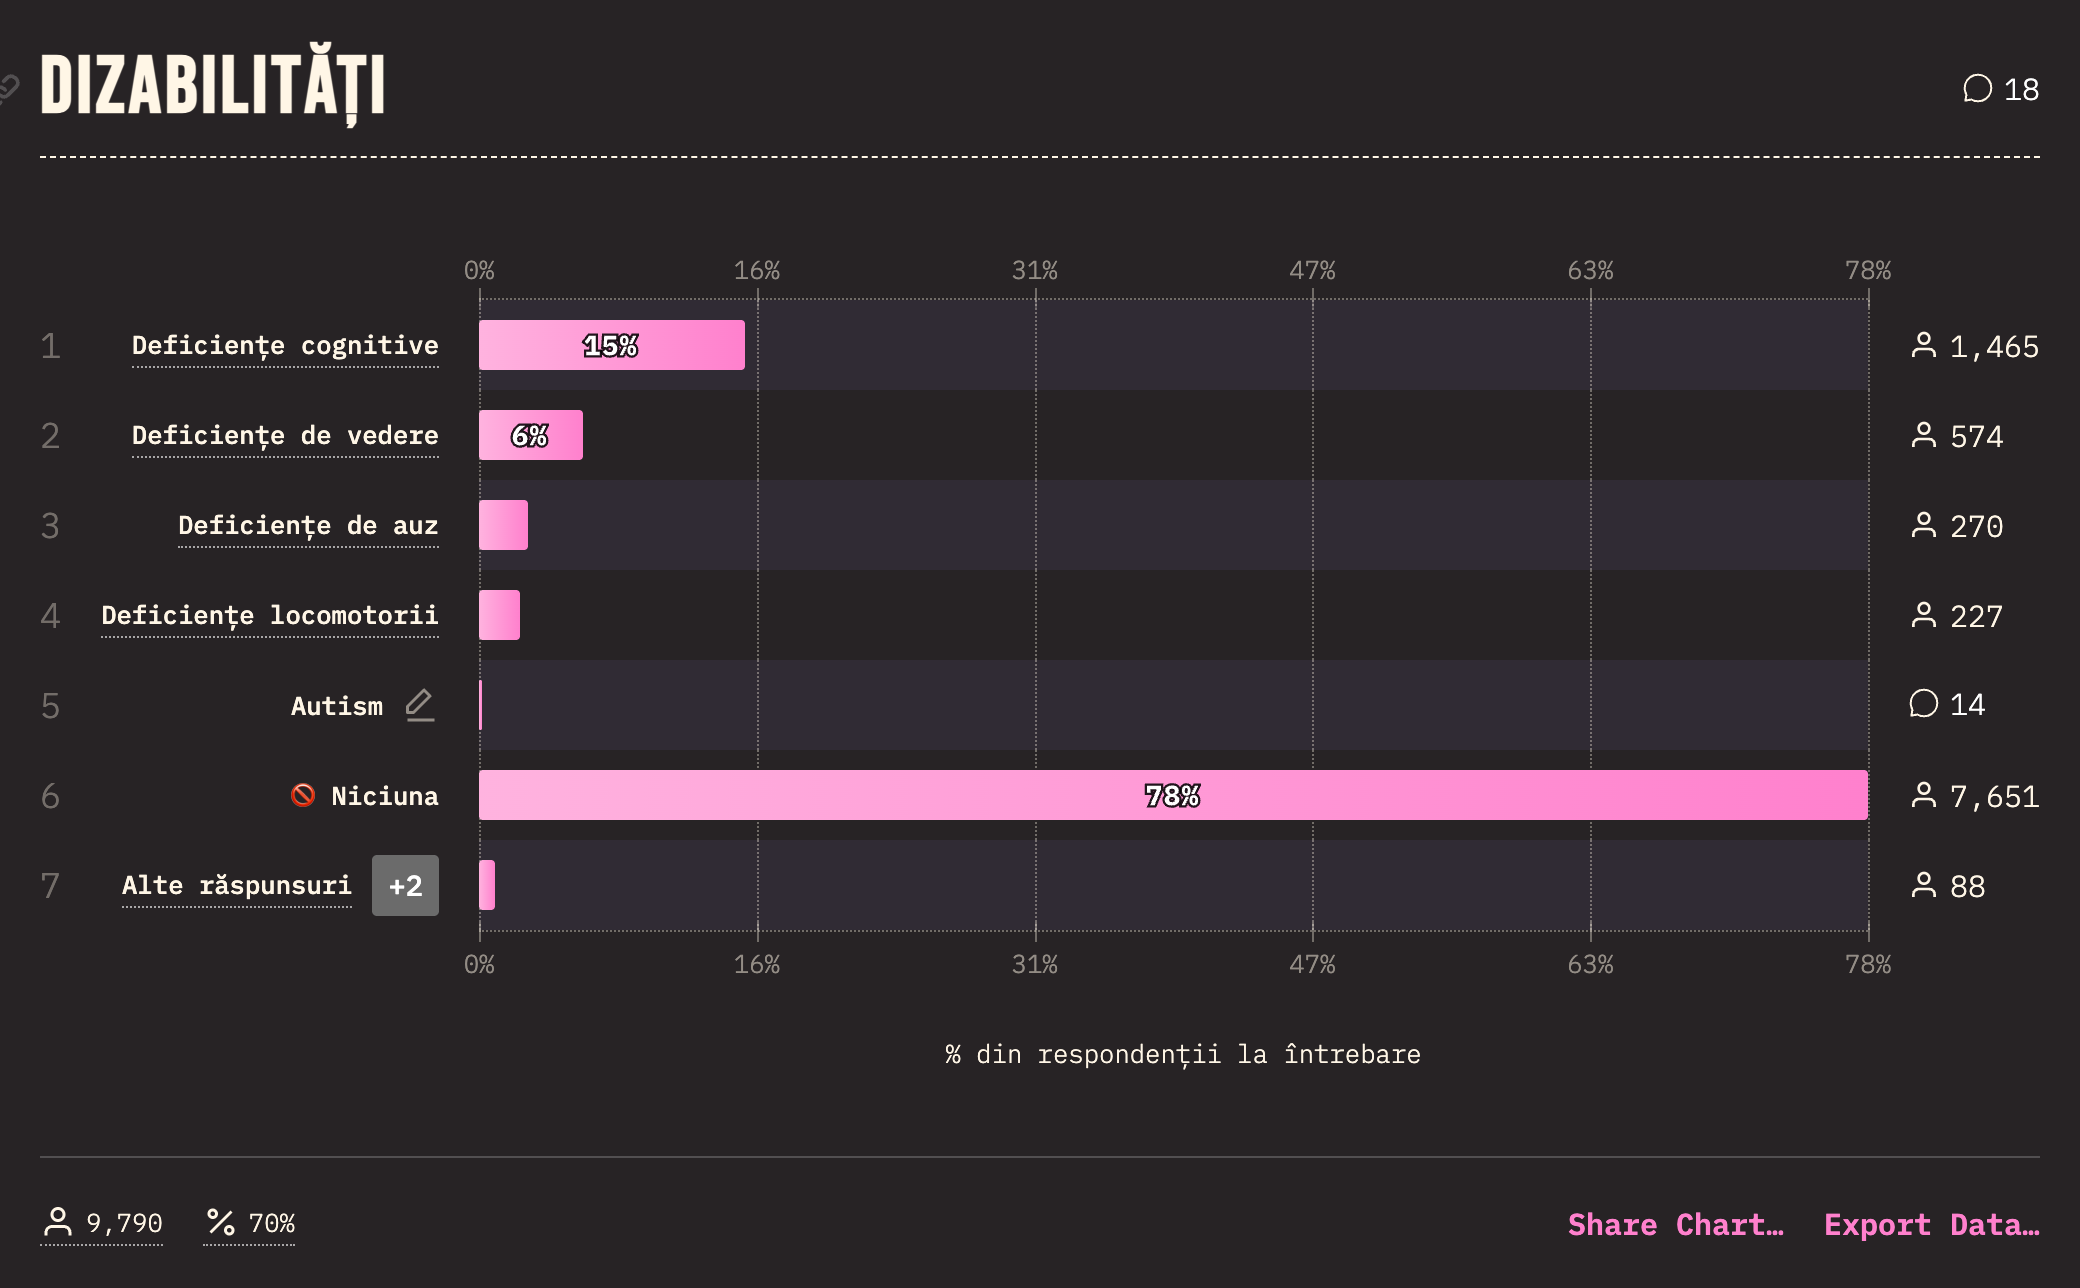 DIZABILITĂȚI
18
0% 16% 31% 47% 63% 78%
1 Deficiențe cognitive 15% 1,465
2 Deficiențe de vedere 6% 574
3 Deficiențe de auz 270
4 Deficiențe locomotorii 227
5 Autism 14
6 Niciuna 78% 7,651
7 Alte răspunsuri +2 88
0% 16% 31% 47% 63% 78%
% din respondenții la întrebare
9,790 70% Share Chart… Export Data…